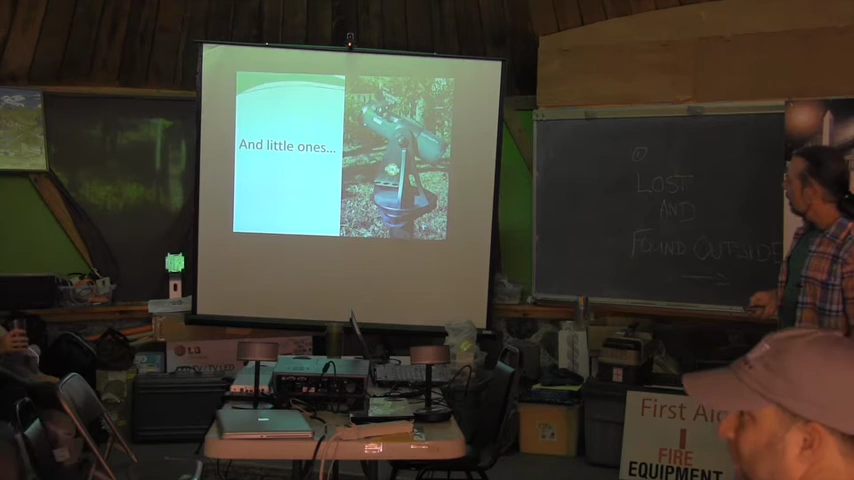 And little ones...
LOST
AND
FOUND OUTSIDE
LG
First Aid
FIRE
EQUIPMENT